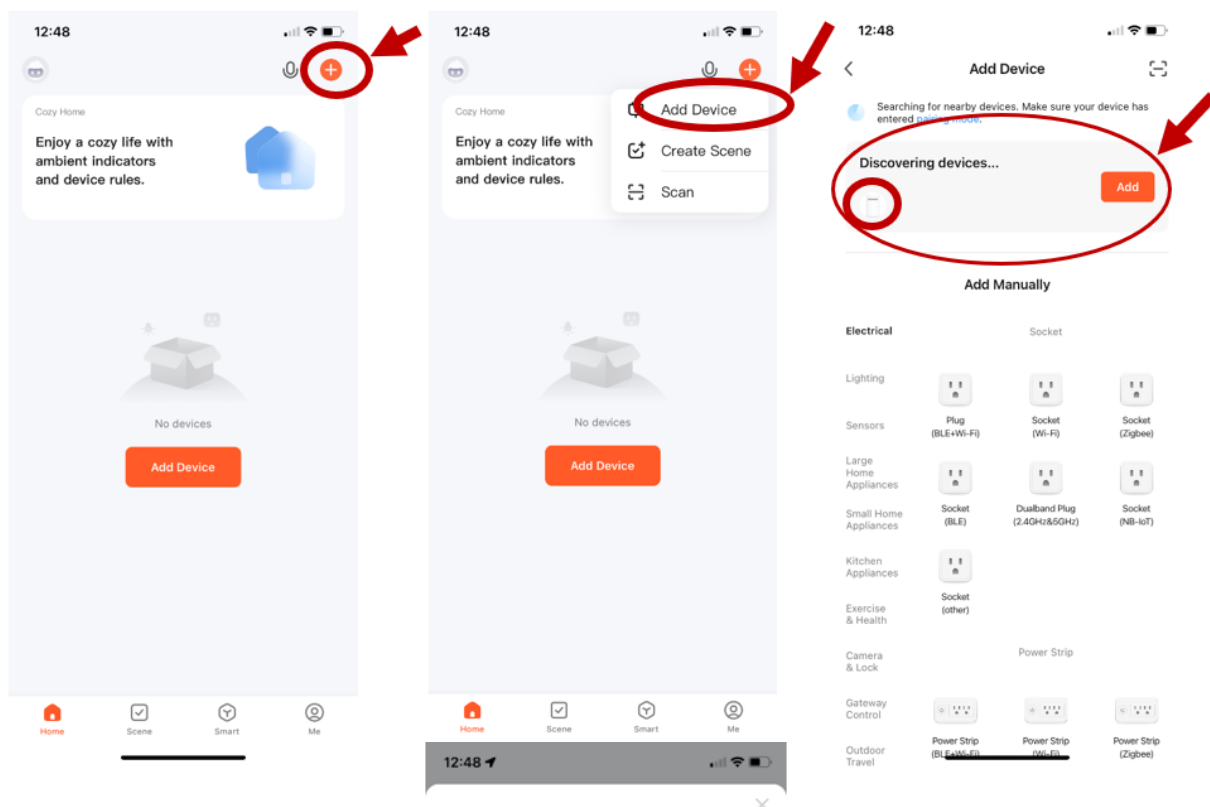 12:48
Cozy Home
Enjoy a cozy life with
ambient indicators
and device rules.
No devices
Add Device
Home
Scene
Smart
Me
12:48
Add Device
Create Scene
Scan
Cozy Home
Enjoy a cozy life with
ambient indicators
and device rules.
No devices
Add Device
Home
Scene
Smart
Me
12:48
12:48
Add Device
Searching for nearby devices. Make sure your device has
entered pairing mode.
Discovering devices...
Add
Add Manually
Electrical
Lighting
Sensors
Large
Home
Appliances
Small Home
Appliances
Kitchen
Appliances
Exercise
& Health
Camera
& Lock
Gateway
Control
Outdoor
Travel
Socket
Plug
(BLE+Wi-Fi)
Socket
(Wi-Fi)
Socket
(Zigbee)
Socket
(BLE)
Dualband Plug
(2.4GHz&5GHz)
Socket
(NB-IoT)
Socket
(other)
Power Strip
Power Strip
(BLE+Wi-Fi)
Power Strip
(Wi-Fi)
Power Strip
(Zigbee)